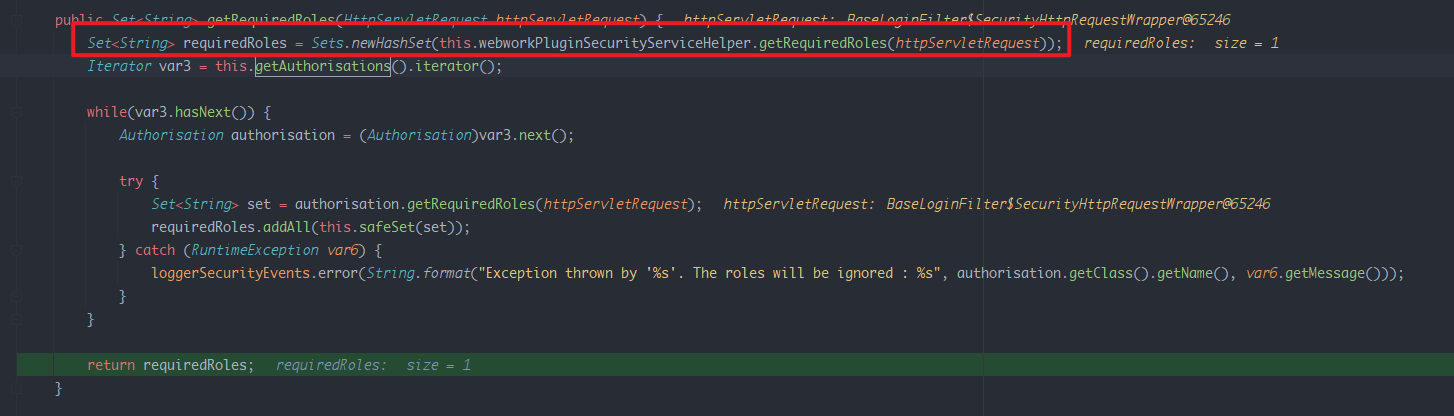 public Set<String> getRequiredRoles(HttpServletRequest httpServletRequest) { httpServletRequest: BaseLoginFilter$SecurityHttpRequestWrapper@65246
Set<String> requiredRoles = Sets.newHashSet(this.webworkPluginSecurityServiceHelper.getRequiredRoles(httpServletRequest)); requiredRoles: size = 1
Iterator var3 = this.getAuthorisations().iterator();
while(var3.hasNext()) {
Authorisation authorisation = (Authorisation)var3.next();
try {
Set<String> set = authorisation.getRequiredRoles(httpServletRequest); httpServletRequest: BaseLoginFilter$SecurityHttpRequestWrapper@65246
requiredRoles.addAll(this.safeSet(set));
} catch (RuntimeException var6) {
loggerSecurityEvents.error(String.format("Exception thrown by '%s'. The roles will be ignored : %s", authorisation.getClass().getName(), var6.getMessage()));
}
}
return requiredRoles; requiredRoles: size = 1
}